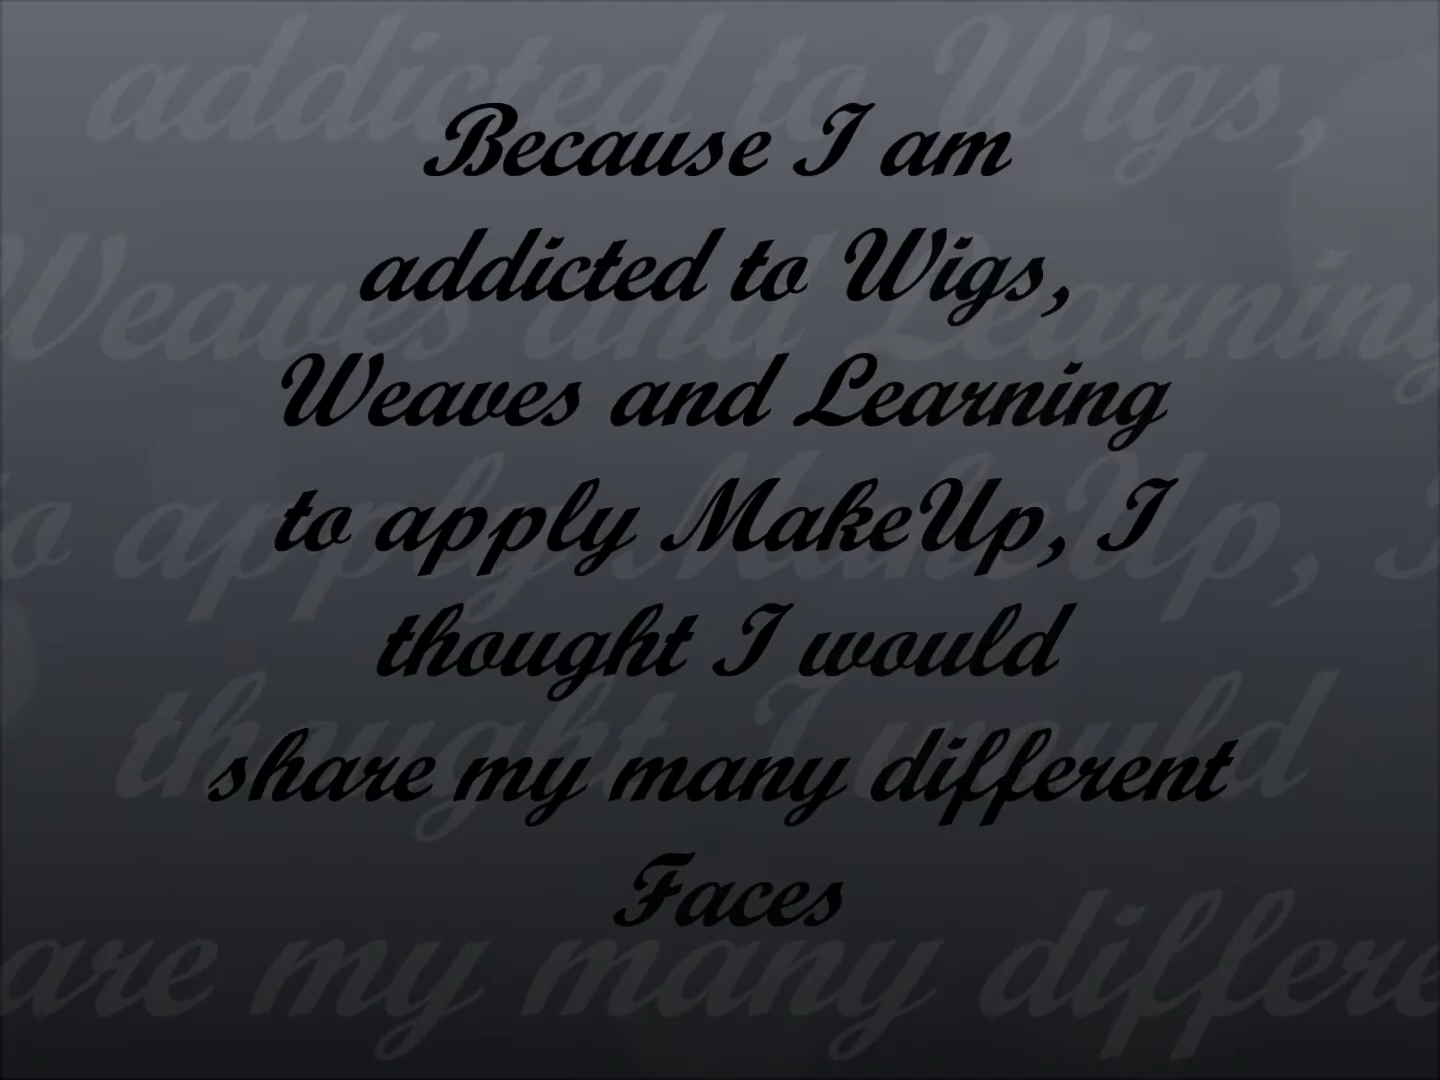 Because I am
addicted to Wigs,
Weaves and Learning
to apply MakeUp, I
thought I would
share my many different
Faces